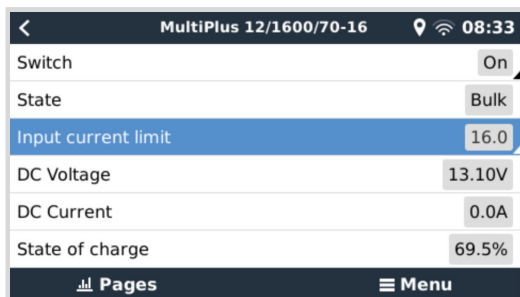 MultiPlus 12/1600/70-16 08:33
Switch On
State Bulk
Input current limit 16.0
DC Voltage 13.10V
DC Current 0.0A
State of charge 69.5%
Pages Menu